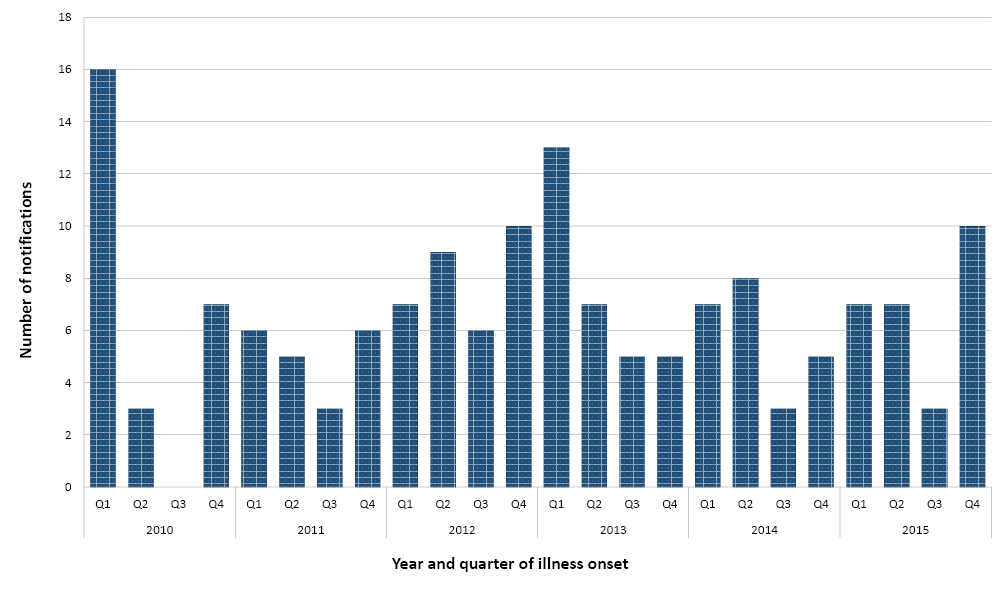 18
16
14
12
10
8
6
4
2
0
Number of notifications
Q1 Q2 Q3 Q4 Q1 Q2 Q3 Q4 Q1 Q2 Q3 Q4 Q1 Q2 Q3 Q4 Q1 Q2 Q3 Q4 Q1 Q2 Q3 Q4
2010 2011 2012 2013 2014 2015
Year and quarter of illness onset